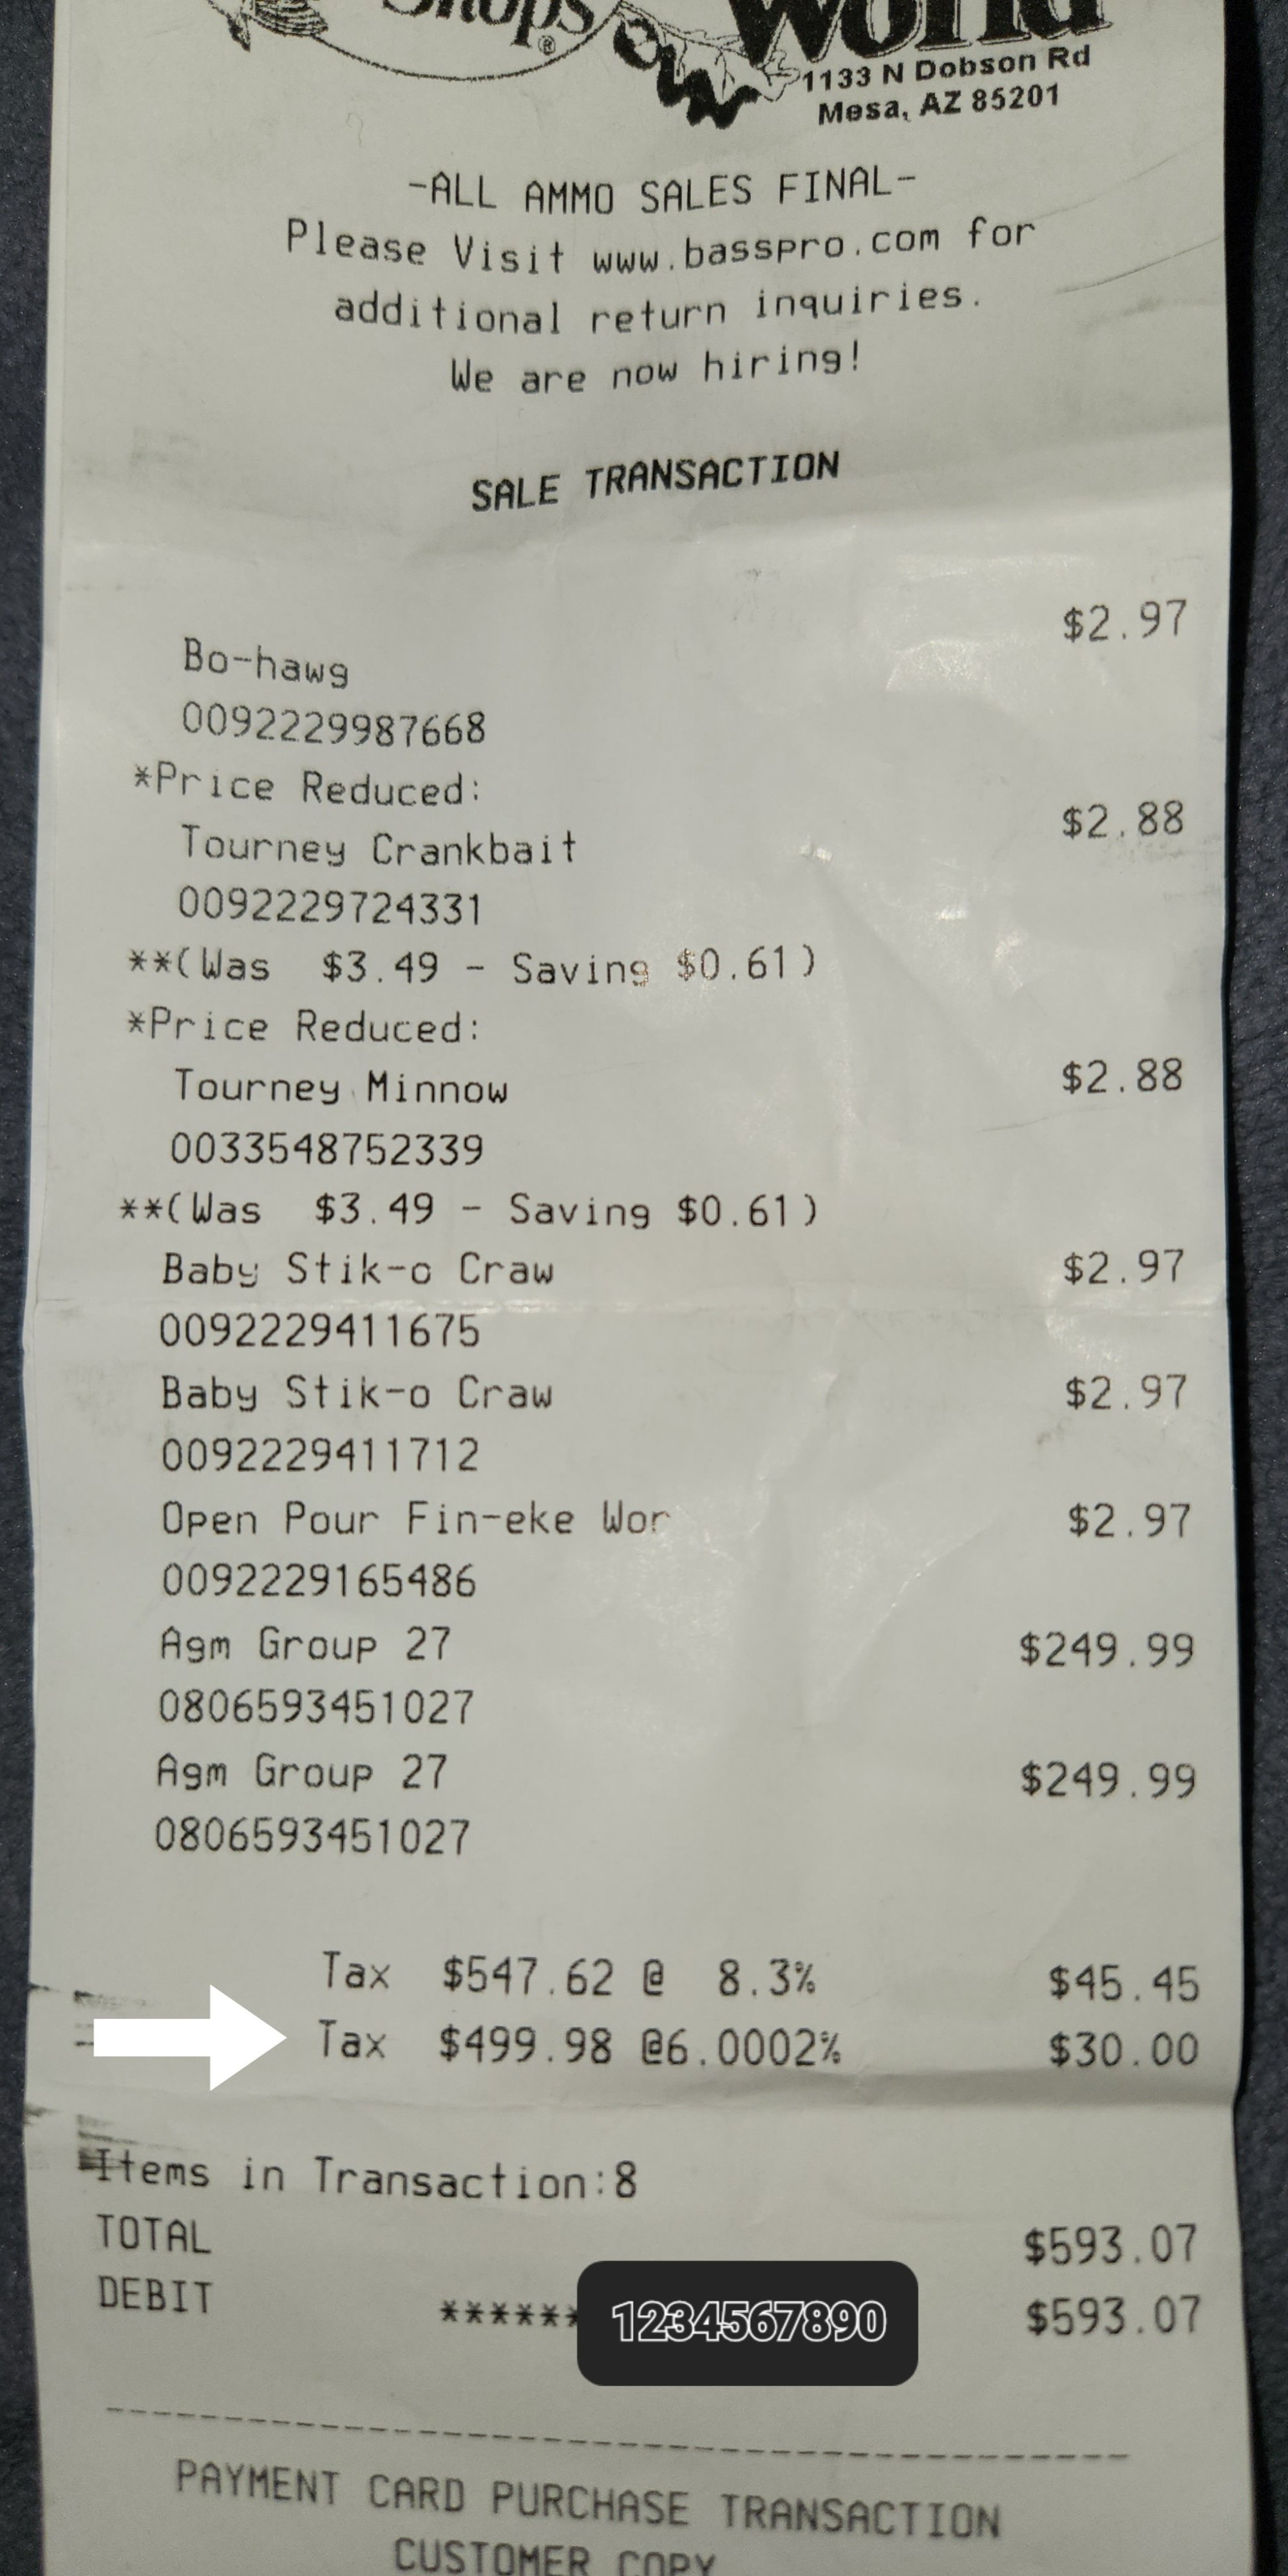 Shops ®
World
1133 N Dobson Rd
Mesa, AZ 85201
-ALL AMMO SALES FINAL-
Please Visit www.basspro.com for
additional return inquiries.
We are now hiring!
SALE TRANSACTION
Bo-hawg $2.97
0092229987668
*Price Reduced:
Tourney Crankbait $2.88
0092229724331
**(Was $3.49 - Saving $0.61)
*Price Reduced:
Tourney Minnow $2.88
0033548752339
**(Was $3.49 - Saving $0.61)
Baby Stik-o Craw $2.97
0092229411675
Baby Stik-o Craw $2.97
0092229411712
Open Pour Fin-eke Wor $2.97
0092229165486
Agm Group 27 $249.99
0806593451027
Agm Group 27 $249.99
0806593451027
Tax $547.62 @ 8.3% $45.45
Tax $499.98 @6.0002% $30.00
Items in Transaction:8
TOTAL $593.07
DEBIT ****** 1234567890 $593.07
PAYMENT CARD PURCHASE TRANSACTION
CUSTOMER COPY